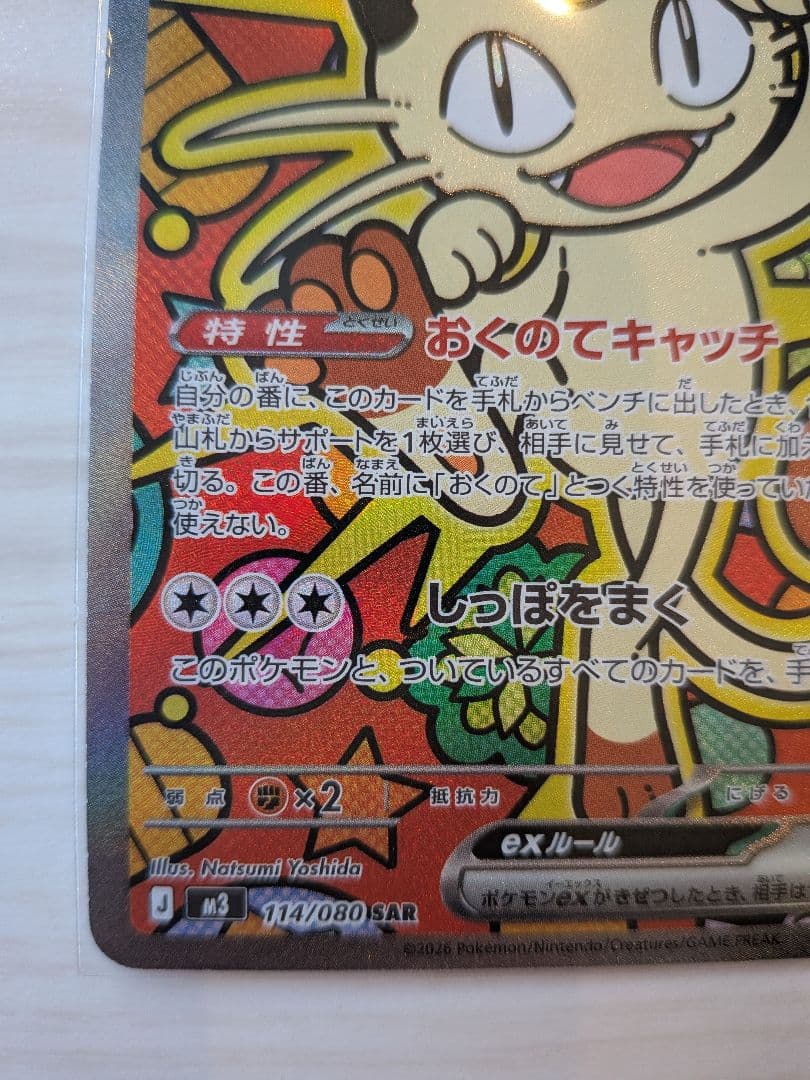 特性 とくせい おくのてキャッチ
自分の番に、このカードを手札からベンチに出したとき、
山札からサポートを1枚選び、相手に見せて、手札に加え
切る。この番、名前に「おくのて」とつく特性を使ってい
使えない。
しっぽをまく
このポケモンと、ついているすべてのカードを、手
弱点 ×2 抵抗力 にげる
exルール
ポケモンexがきぜつしたとき、相手は
Illus. Natsumi Yoshida
J M3 114/080 SAR
©2026 Pokémon/Nintendo/Creatures/GAME FREAK